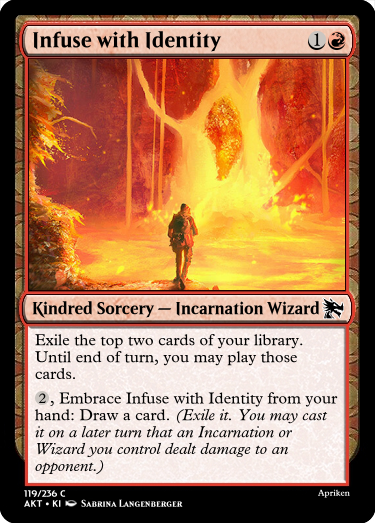 Infuse with Identity 1
Kindred Sorcery — Incarnation Wizard
Exile the top two cards of your library.
Until end of turn, you may play those
cards.
2, Embrace Infuse with Identity from your
hand: Draw a card. (Exile it. You may cast
it on a later turn that an Incarnation or
Wizard you control dealt damage to an
opponent.)
119/236 C
Apriken
AKT • KI Sabrina Langenberger